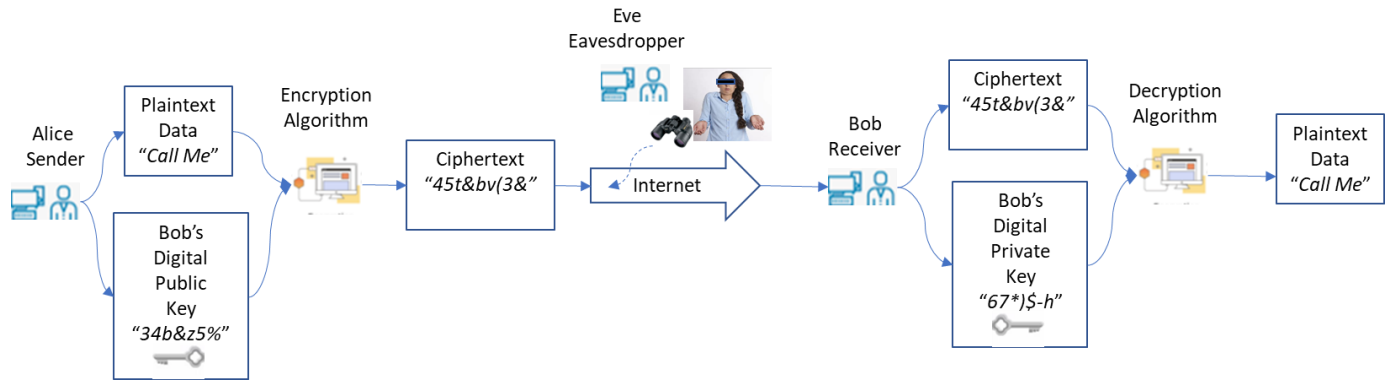 Alice
Sender
Plaintext
Data
“Call Me”
Bob’s
Digital
Public
Key
“34b&z5%”
Encryption
Algorithm
Ciphertext
“45t&bv(3&”
Eve
Eavesdropper
Internet
Bob
Receiver
Ciphertext
“45t&bv(3&”
Bob’s
Digital
Private
Key
“67*)$-h”
Decryption
Algorithm
Plaintext
Data
“Call Me”